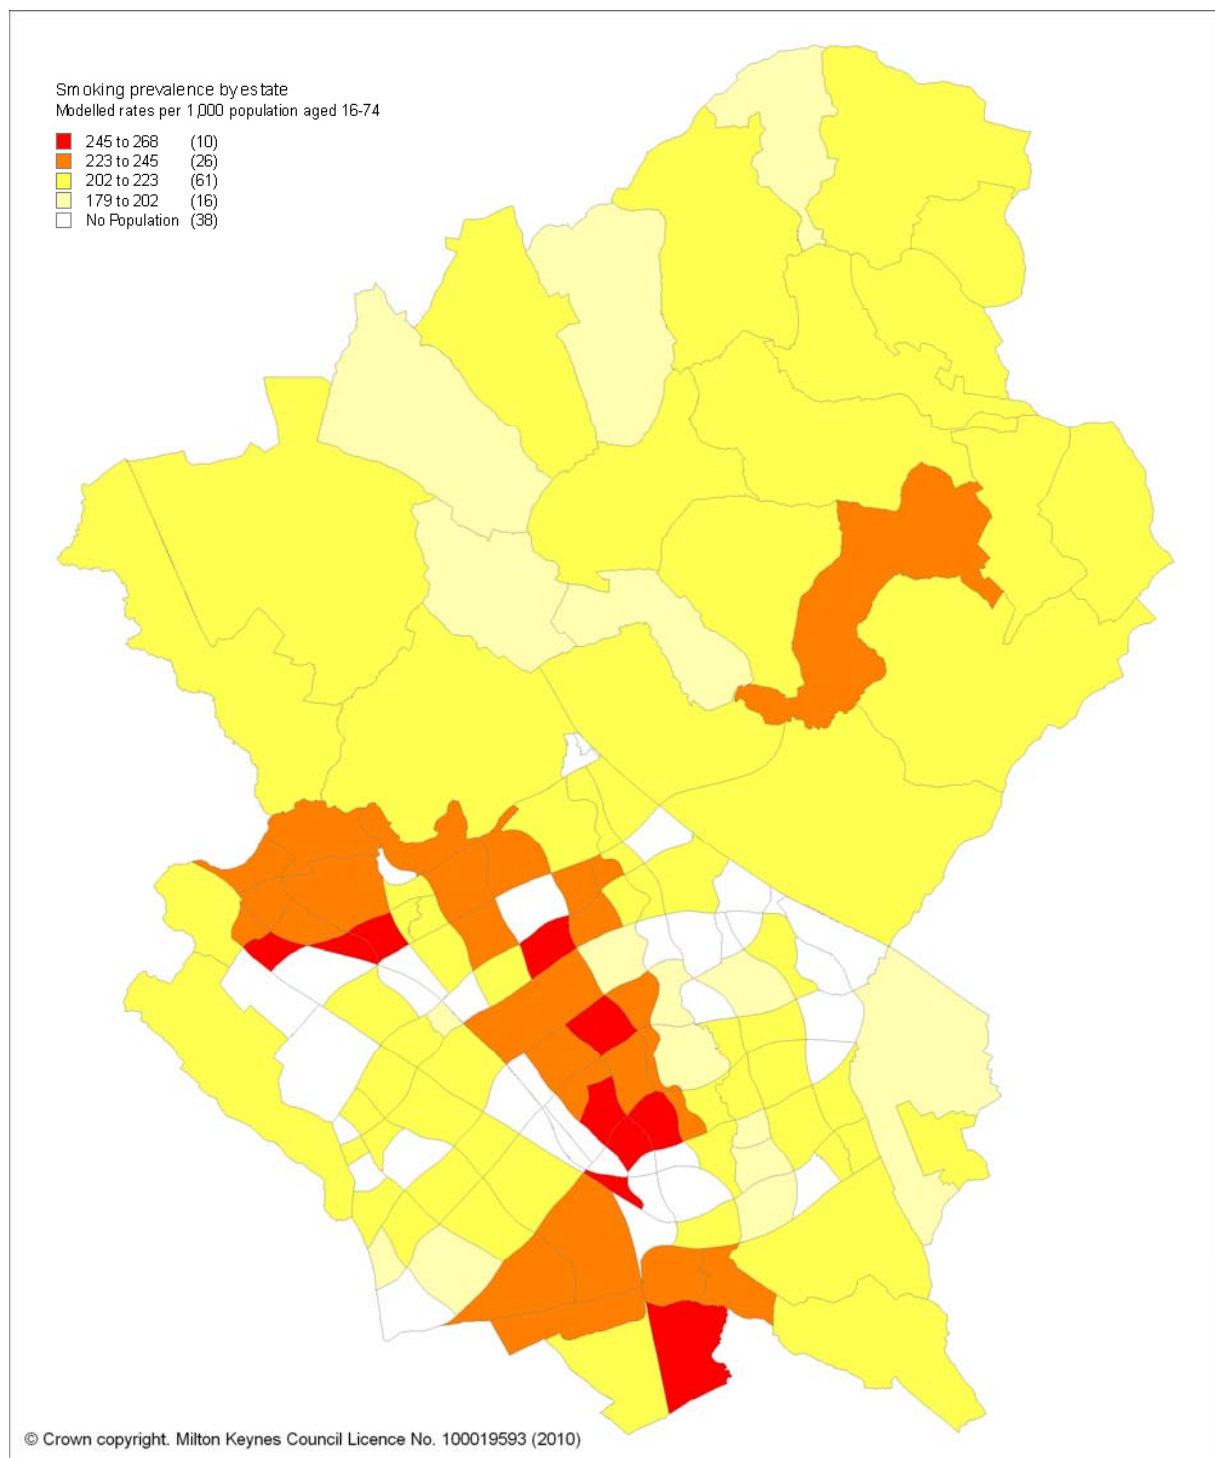 Smoking prevalence by estate
Modelled rates per 1,000 population aged 16-74
245 to 268 (10)
223 to 245 (26)
202 to 223 (61)
179 to 202 (16)
No Population (38)
© Crown copyright. Milton Keynes Council Licence No. 100019593 (2010)